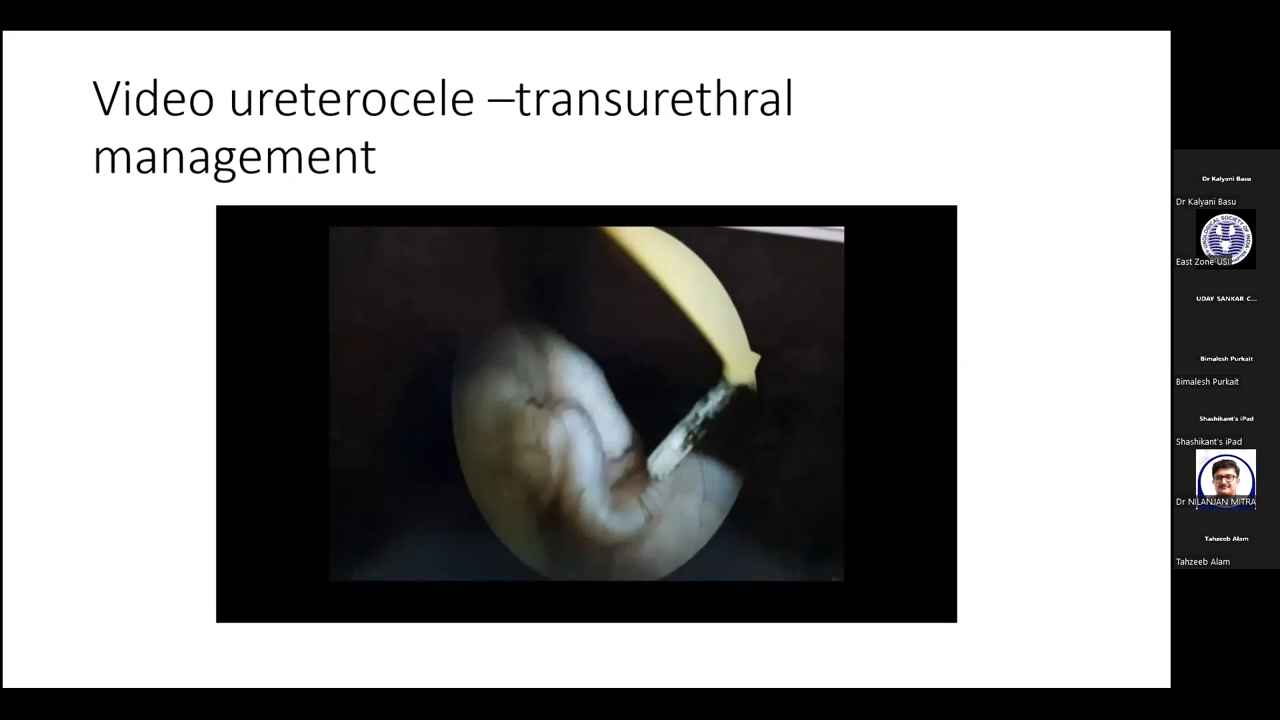 Video ureterocele –transurethral
management
Dr Kalyani Basu
Dr Kalyani Basu
East Zone USI
UDAY SANKAR C...
Bimalesh Purkait
Bimalesh Purkait
Shashikant's iPad
Shashikant's iPad
Dr NILANJAN MITRA
Tahzeeb Alam
Tahzeeb Alam